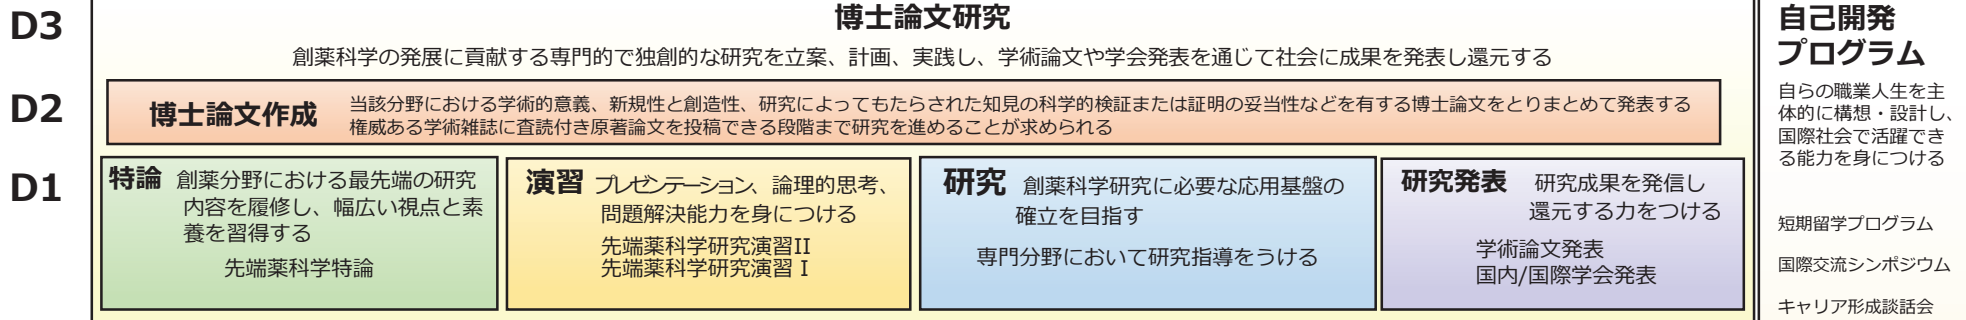 D3
D2
D1
博士論文研究
創薬科学の発展に貢献する専門的で独創的な研究を立案、計画、実践し、学術論文や学会発表を通じて社会に成果を発表し還元する
博士論文作成
当該分野における学術的意義、新規性と創造性、研究によってもたらされた知見の科学的検証または証明の妥当性などを有する博士論文をとりまとめて発表する
権威ある学術雑誌に査読付き原著論文を投稿できる段階まで研究を進めることが求められる
特論 創薬分野における最先端の研究
内容を履修し、幅広い視点と素
養を習得する
先端薬科学特論
演習 プレゼンテーション、論理的思考、
問題解決能力を身につける
先端薬科学研究演習II
先端薬科学研究演習 I
研究 創薬科学研究に必要な応用基盤の
確立を目指す
専門分野において研究指導をうける
研究発表 研究成果を発信し
還元する力をつける
学術論文発表
国内/国際学会発表
自己開発
プログラム
自らの職業人生を主
体的に構想・設計し、
国際社会で活躍でき
る能力を身につける
短期留学プログラム
国際交流シンポジウム
キャリア形成談話会